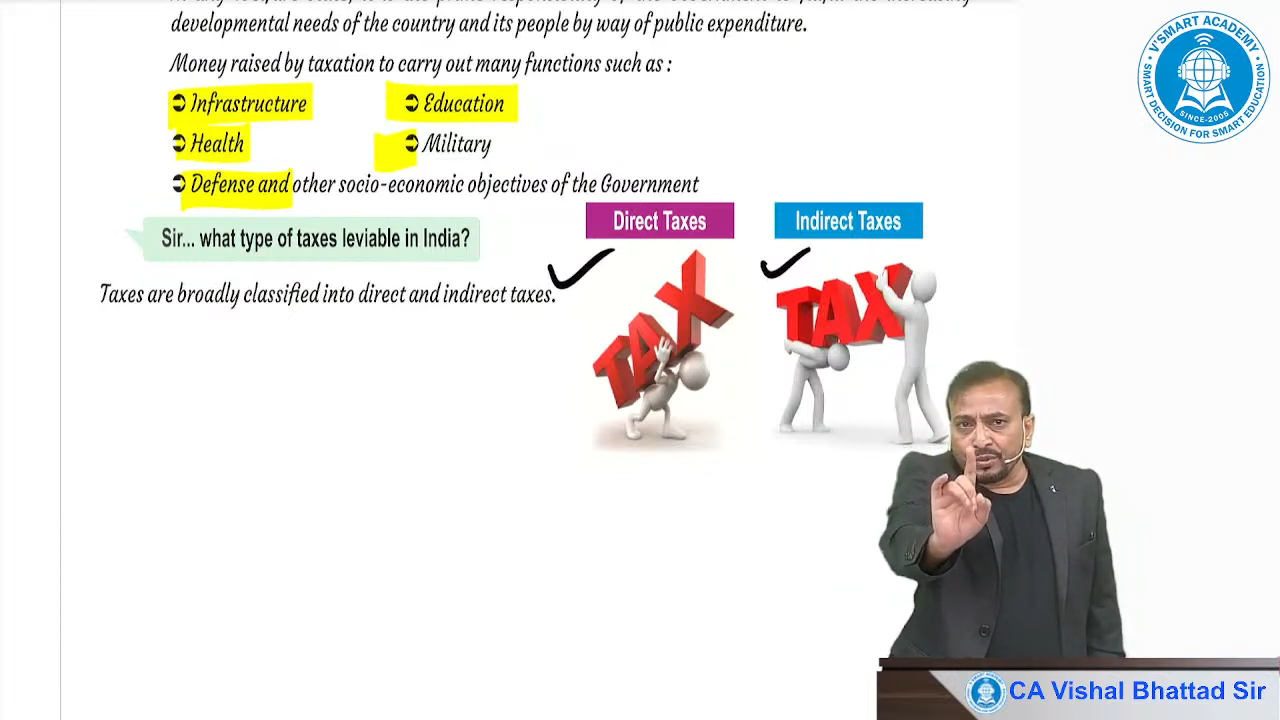 developmental needs of the country and its people by way of public expenditure.
Money raised by taxation to carry out many functions such as :
➲ Infrastructure ➲ Education
➲ Health ➲ Military
➲ Defense and other socio-economic objectives of the Government
Sir... what type of taxes leviable in India?
Taxes are broadly classified into direct and indirect taxes.
Direct Taxes
Indirect Taxes
TAX
TAX
V'SMART ACADEMY
SMART DECISION FOR SMART EDUCATION
SINCE-2005
CA Vishal Bhattad Sir